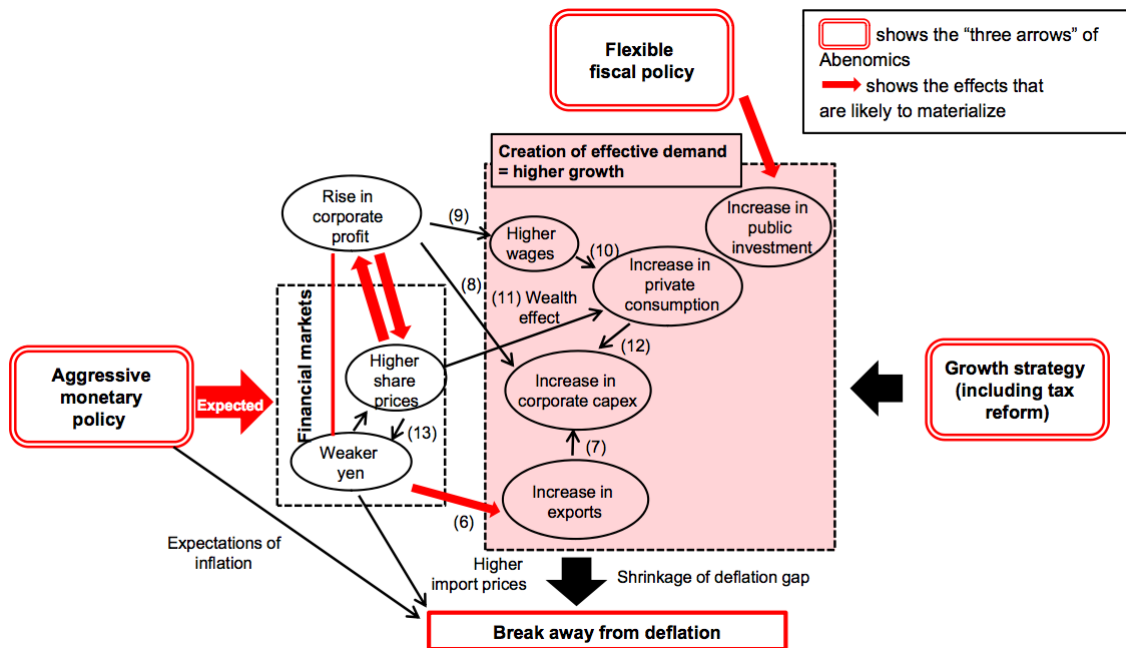 Flexible
fiscal policy
shows the “three arrows” of
Abenomics
shows the effects that
are likely to materialize
Creation of effective demand
= higher growth
Rise in
corporate
profit
(9)
Higher
wages
(10)
Increase in
public
investment
Increase in
private
consumption
(8)
(11) Wealth
effect
Financial markets
Higher
share
prices
(12)
Increase in
corporate capex
Aggressive
monetary
policy
Expected
Growth strategy
(including tax
reform)
(13)
Weaker
yen
(7)
Increase in
exports
(6)
Expectations of
inflation
Higher
import prices
Shrinkage of deflation gap
Break away from deflation